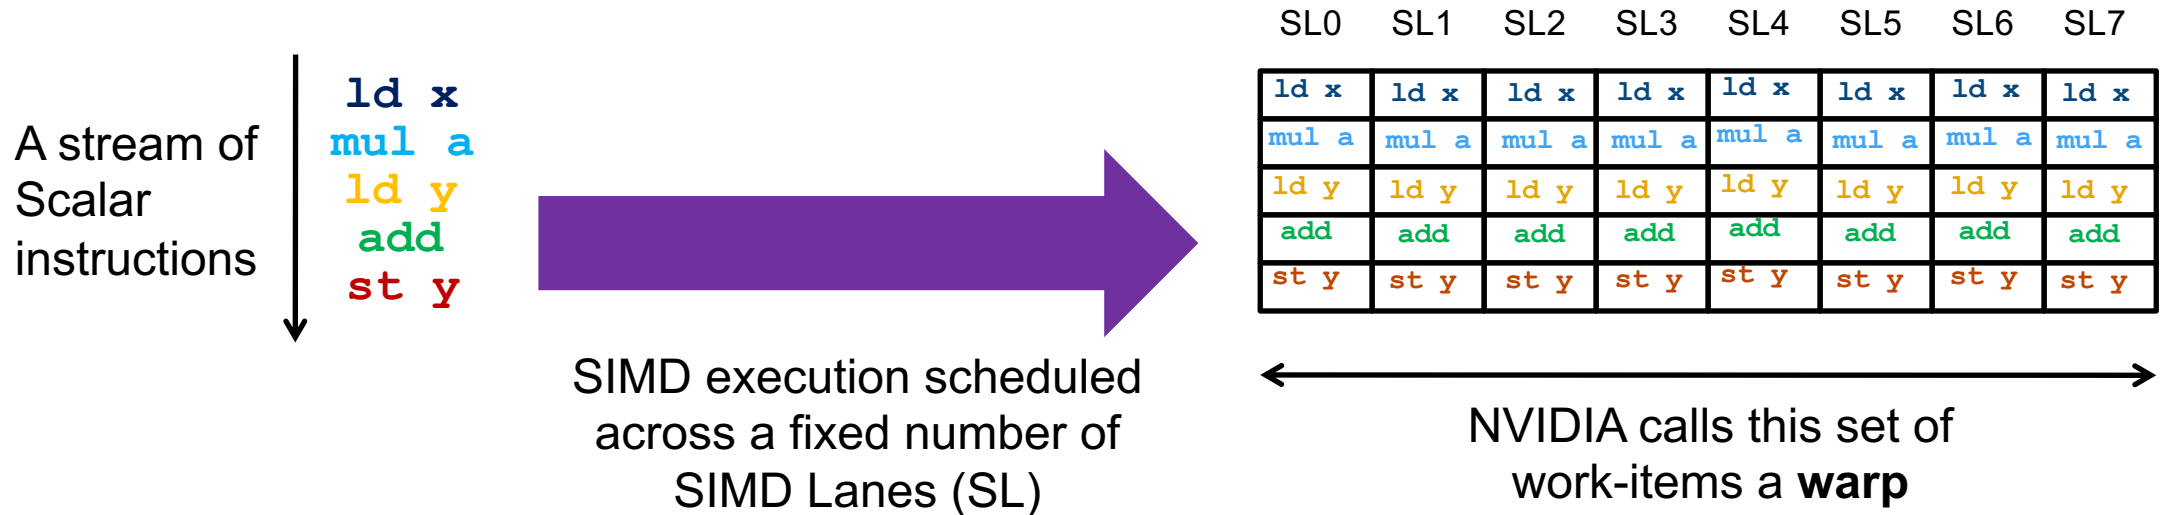 A stream of
Scalar
instructions
ld x
mul a
ld y
add
st y
SIMD execution scheduled
across a fixed number of
SIMD Lanes (SL)
SL0 SL1 SL2 SL3 SL4 SL5 SL6 SL7
ld x ld x ld x ld x ld x ld x ld x ld x
mul a mul a mul a mul a mul a mul a mul a mul a
ld y ld y ld y ld y ld y ld y ld y ld y
add add add add add add add add
st y st y st y st y st y st y st y st y
NVIDIA calls this set of
work-items a warp